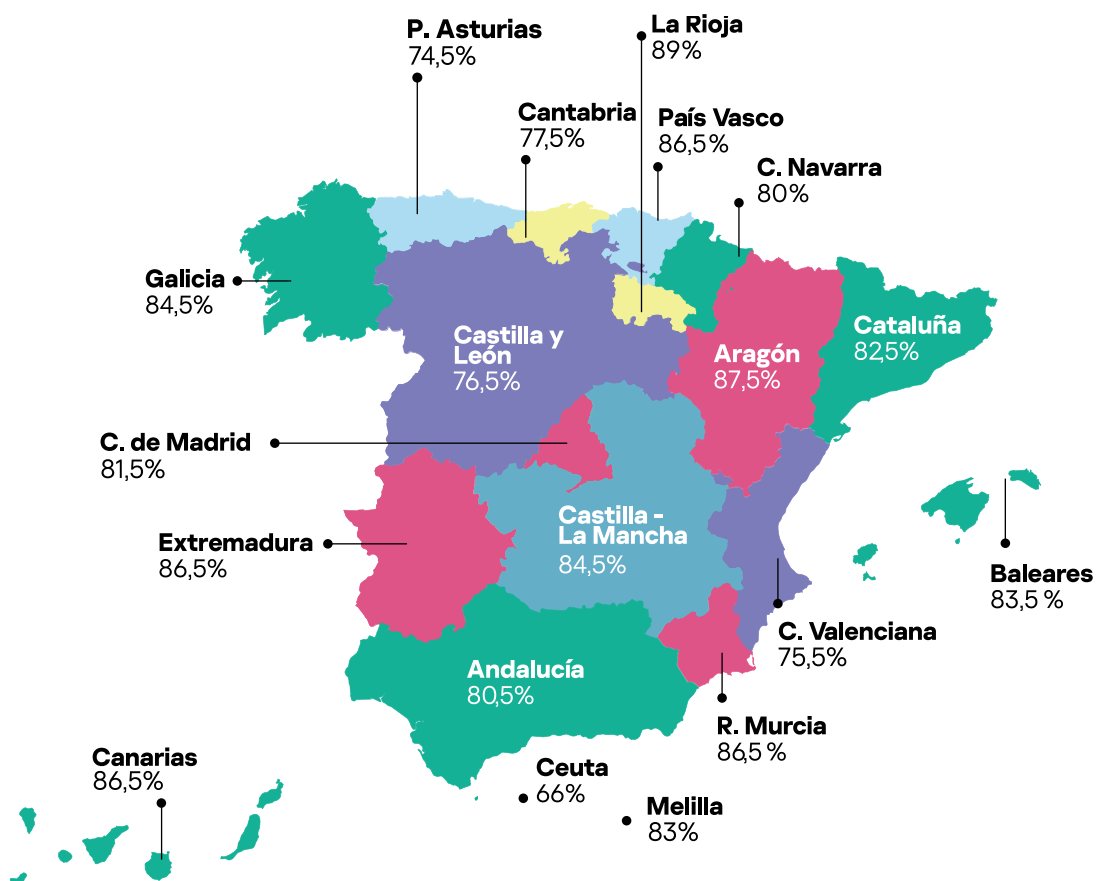 P. Asturias
74,5%
La Rioja
89%
Cantabria
77,5%
País Vasco
86,5%
C. Navarra
80%
Galicia
84,5%
Castilla y
León
76,5%
Aragón
87,5%
Cataluña
82,5%
C. de Madrid
81,5%
Extremadura
86,5%
Castilla -
La Mancha
84,5%
Baleares
83,5 %
C. Valenciana
75,5%
Andalucía
80,5%
R. Murcia
86,5 %
Canarias
86,5%
Ceuta
66%
Melilla
83%